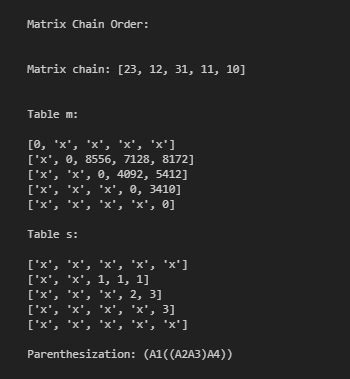 Matrix Chain Order:
Matrix chain: [23, 12, 31, 11, 10]
Table m:
[0, 'x', 'x', 'x', 'x']
['x', 0, 8556, 7128, 8172]
['x', 'x', 0, 4092, 5412]
['x', 'x', 'x', 0, 3410]
['x', 'x', 'x', 'x', 0]
Table s:
['x', 'x', 'x', 'x', 'x']
['x', 'x', 1, 1, 1]
['x', 'x', 'x', 2, 3]
['x', 'x', 'x', 'x', 3]
['x', 'x', 'x', 'x', 'x']
Parenthesization: (A1((A2A3)A4))